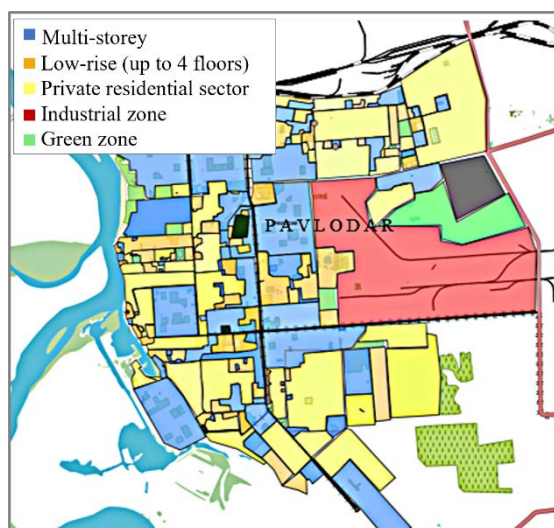 Multi-storey
Low-rise (up to 4 floors)
Private residential sector
Industrial zone
Green zone
PAVLODAR